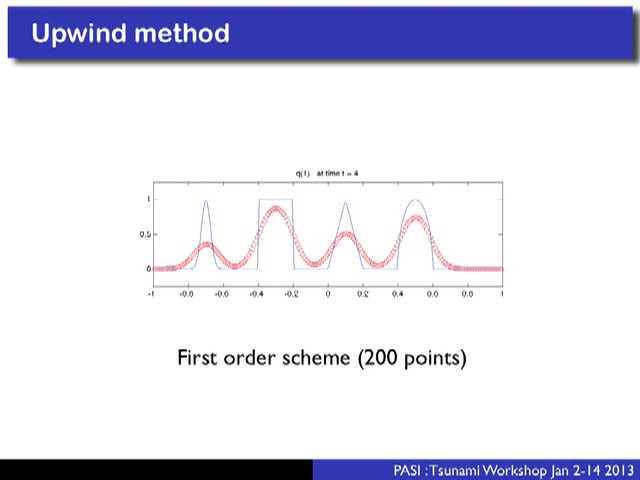 Upwind method
q(1) at time t = 4
1
0.5
0
-1 -0.8 -0.6 -0.4 -0.2 0 0.2 0.4 0.6 0.8 1
First order scheme (200 points)
PASI : Tsunami Workshop Jan 2-14 2013